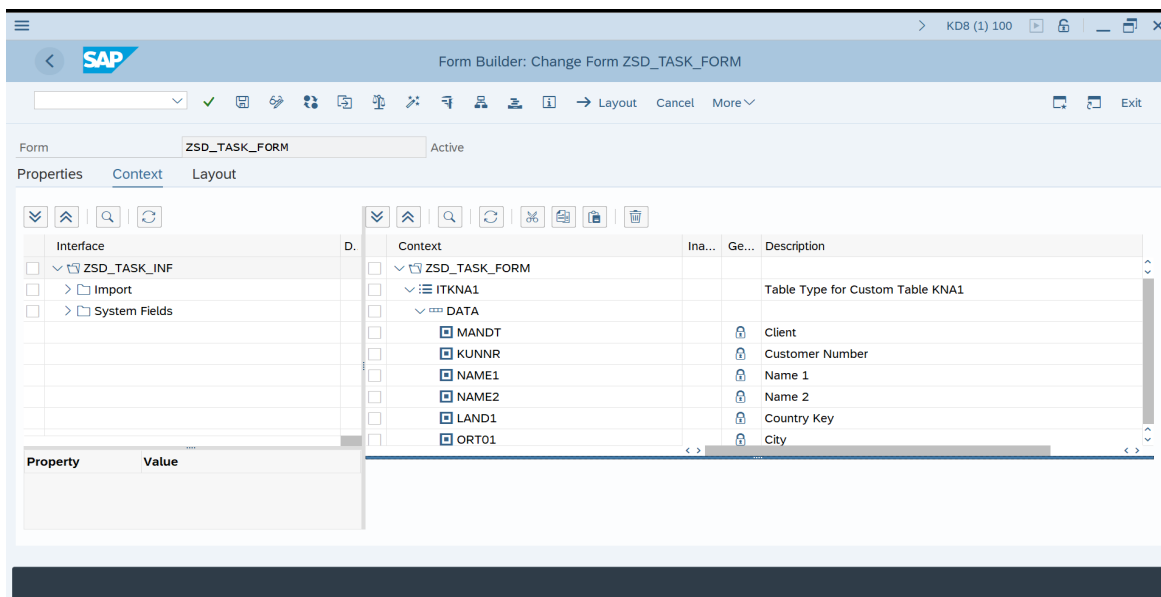 KD8 (1) 100
SAP
Form Builder: Change Form ZSD_TASK_FORM
Layout Cancel More Exit
Form ZSD_TASK_FORM Active
Properties Context Layout
Interface D. Context Ina... Ge... Description
ZSD_TASK_INF ZSD_TASK_FORM
Import ITKNA1 Table Type for Custom Table KNA1
System Fields DATA
MANDT Client
KUNNR Customer Number
NAME1 Name 1
NAME2 Name 2
LAND1 Country Key
ORT01 City
Property Value